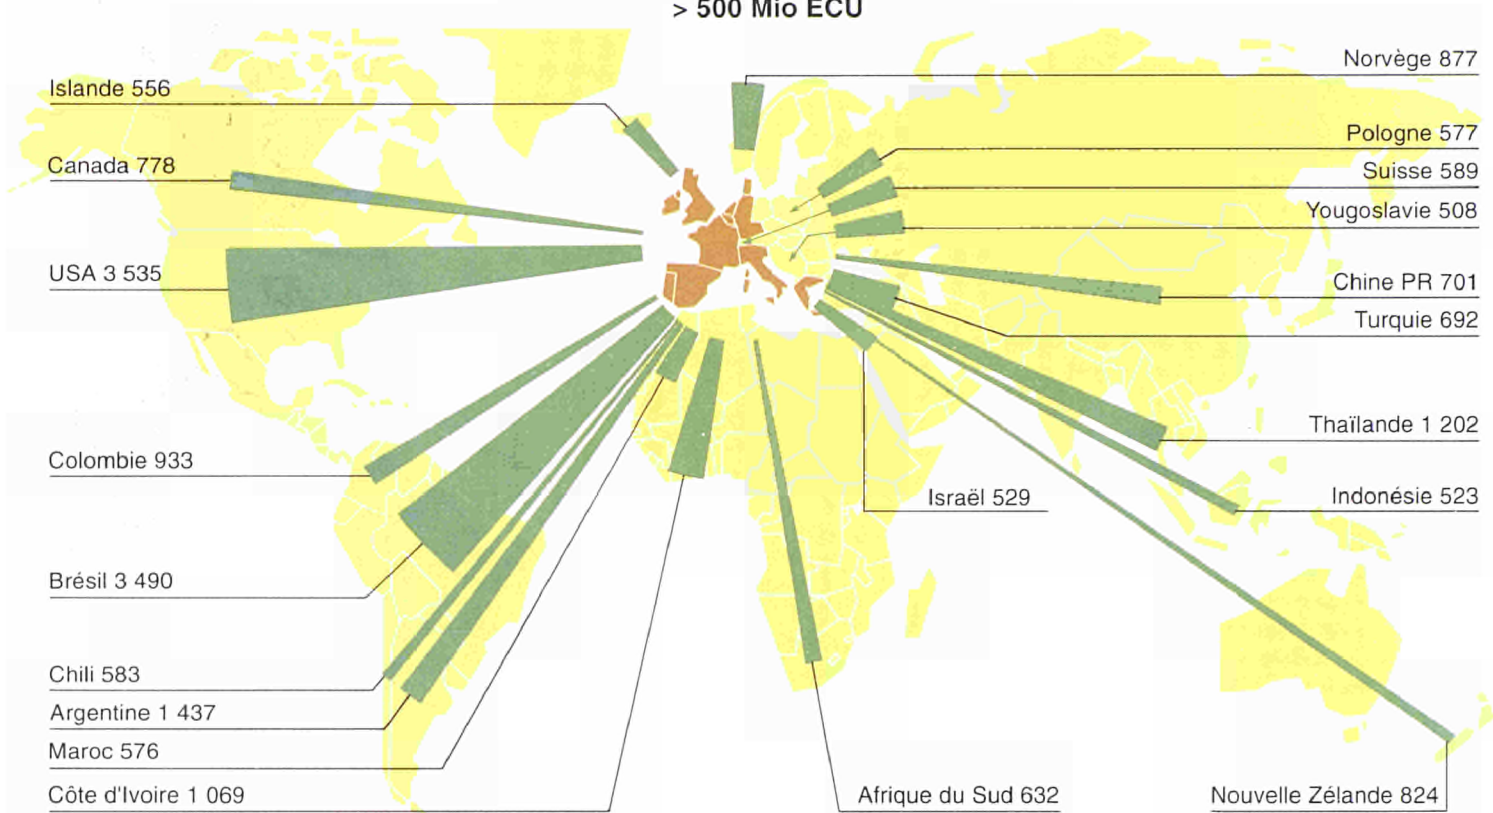 > 500 Mio ECU
Islande 556
Canada 778
USA 3 535
Colombie 933
Brésil 3 490
Chili 583
Argentine 1 437
Maroc 576
Côte d'Ivoire 1 069
Norvège 877
Pologne 577
Suisse 589
Yougoslavie 508
Chine PR 701
Turquie 692
Thaïlande 1 202
Israël 529
Indonésie 523
Afrique du Sud 632
Nouvelle Zélande 824